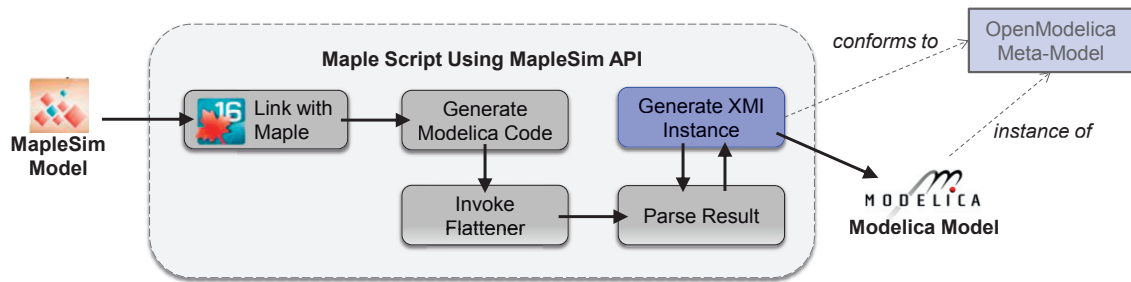 Maple Script Using MapleSim API
conforms to
OpenModelica
Meta-Model
MapleSim
Model
16
Link with
Maple
Generate
Modelica Code
Generate XMI
Instance
instance of
Invoke
Flattener
Parse Result
MODELICA
Modelica Model